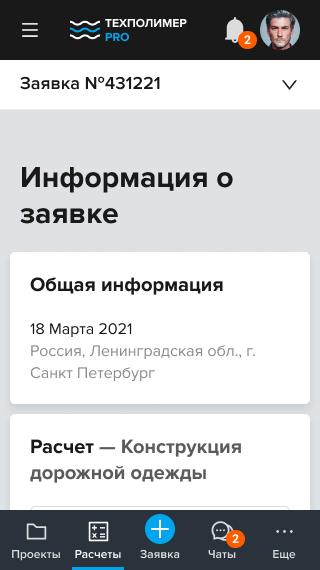 ТЕХПОЛИМЕР
PRO
2
Заявка №431221
Информация о
заявке
Общая информация
18 Марта 2021
Россия, Ленинградская обл., г.
Санкт Петербург
Расчет — Конструкция
дорожной одежды
2
Проекты Расчеты Заявка Чаты Еще